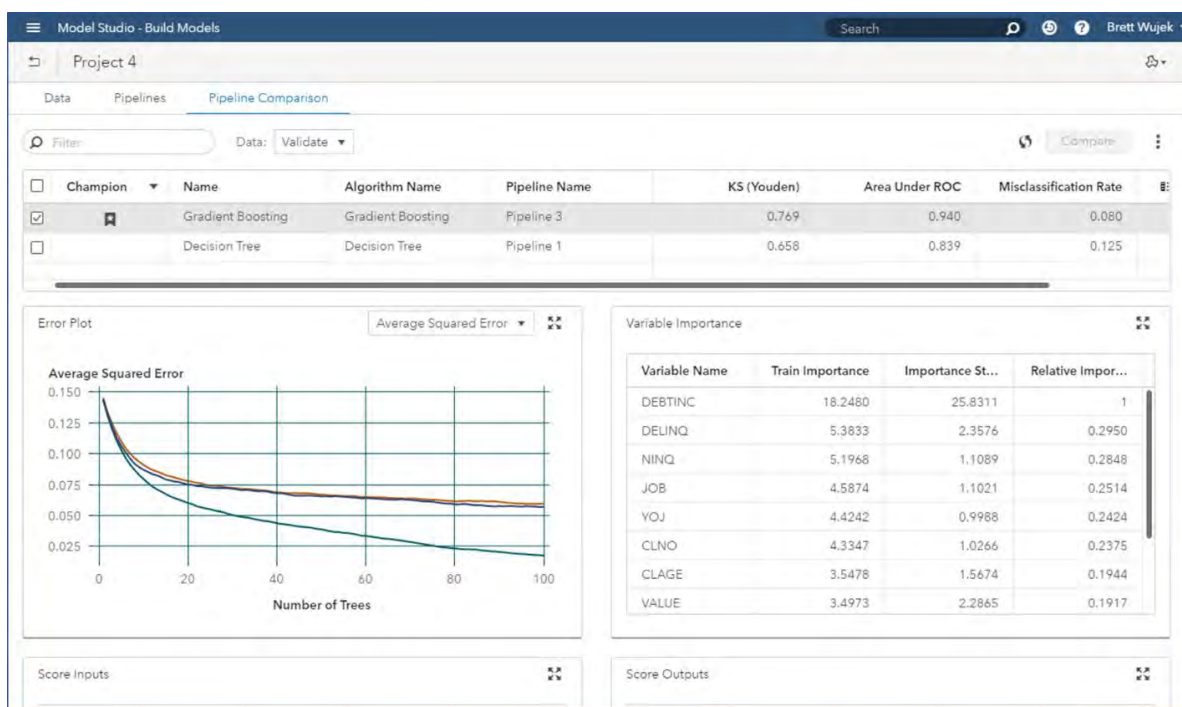 Model Studio - Build Models Search Brett Wujek
Project 4
Data Pipelines Pipeline Comparison
Filter Data: Validate Compare
Champion Name Algorithm Name Pipeline Name KS (Youden) Area Under ROC Misclassification Rate
Gradient Boosting Gradient Boosting Pipeline 3 0.769 0.940 0.080
Decision Tree Decision Tree Pipeline 1 0.658 0.839 0.125
Error Plot Average Squared Error
Average Squared Error
0.150
0.125
0.100
0.075
0.050
0.025
0 20 40 60 80 100
Number of Trees
Variable Importance
Variable Name Train Importance Importance St... Relative Impor...
DEBTINC 18.2480 25.8311 1
DELINQ 5.3833 2.3576 0.2950
NINQ 5.1968 1.1089 0.2848
JOB 4.5874 1.1021 0.2514
YOJ 4.4242 0.9988 0.2424
CLNO 4.3347 1.0266 0.2375
CLAGE 3.5478 1.5674 0.1944
VALUE 3.4973 2.2865 0.1917
Score Inputs
Score Outputs